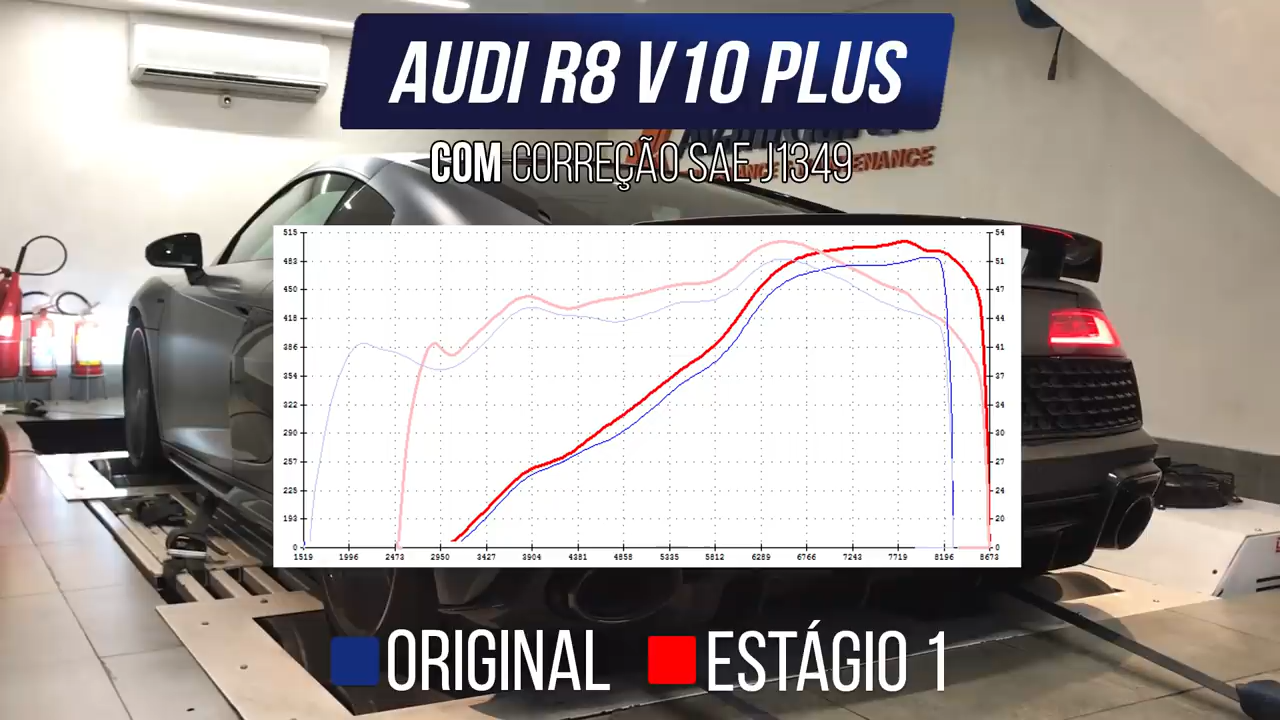 AUDI R8 V10 PLUS
COM CORREÇÃO SAE J1349
ENANCE
515 54
483 51
450 47
418 44
386 41
354 37
322 34
290 30
257 27
225 24
193 20
0 0
1519 1996 2473 2950 3427 3904 4381 4858 5335 5812 6289 6766 7243 7719 8196 8673
ORIGINAL ESTÁGIO 1